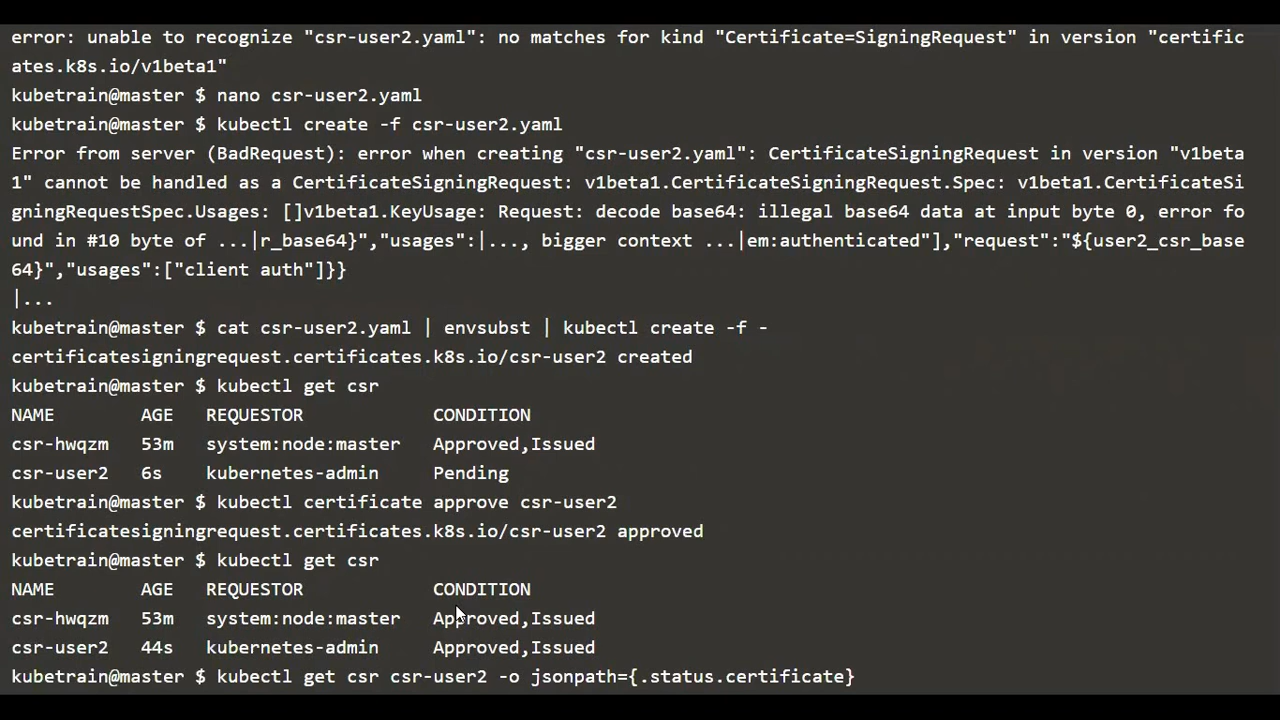 error: unable to recognize "csr-user2.yaml": no matches for kind "Certificate=SigningRequest" in version "certific
ates.k8s.io/v1beta1"
kubetrain@master $ nano csr-user2.yaml
kubetrain@master $ kubectl create -f csr-user2.yaml
Error from server (BadRequest): error when creating "csr-user2.yaml": CertificateSigningRequest in version "v1beta
1" cannot be handled as a CertificateSigningRequest: v1beta1.CertificateSigningRequest.Spec: v1beta1.CertificateSi
gningRequestSpec.Usages: []v1beta1.KeyUsage: Request: decode base64: illegal base64 data at input byte 0, error fo
und in #10 byte of ...|r_base64}","usages":|..., bigger context ...|em:authenticated"],"request":"${user2_csr_base
64}","usages":["client auth"]}}
|...
kubetrain@master $ cat csr-user2.yaml | envsubst | kubectl create -f -
certificatesigningrequest.certificates.k8s.io/csr-user2 created
kubetrain@master $ kubectl get csr
NAME AGE REQUESTOR CONDITION
csr-hwqzm 53m system:node:master Approved,Issued
csr-user2 6s kubernetes-admin Pending
kubetrain@master $ kubectl certificate approve csr-user2
certificatesigningrequest.certificates.k8s.io/csr-user2 approved
kubetrain@master $ kubectl get csr
NAME AGE REQUESTOR CONDITION
csr-hwqzm 53m system:node:master Approved,Issued
csr-user2 44s kubernetes-admin Approved,Issued
kubetrain@master $ kubectl get csr csr-user2 -o jsonpath={.status.certificate}